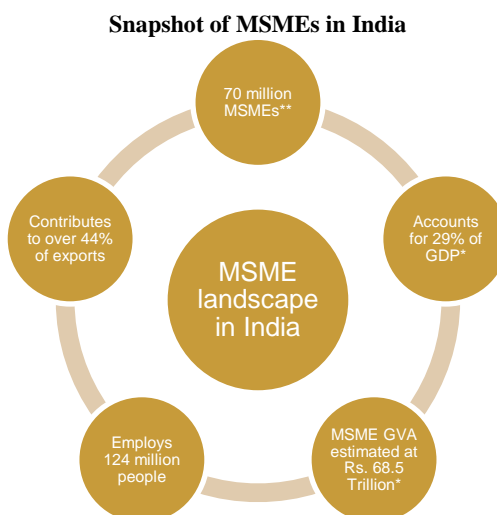 Snapshot of MSMEs in India
70 million
MSMEs**
Accounts
for 29% of
GDP*
MSME GVA
estimated at
Rs. 68.5
Trillion*
Employs
124 million
people
Contributes
to over 44%
of exports
MSME
landscape
in India